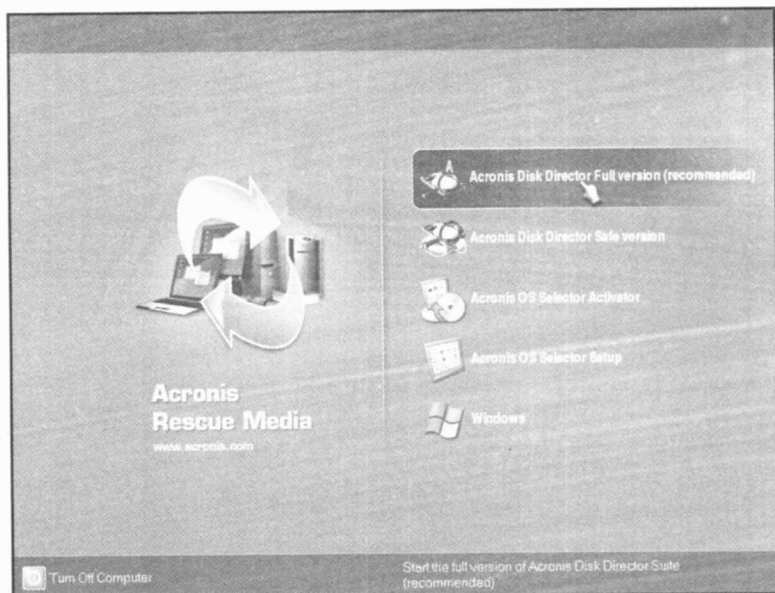 Acronis
Rescue Media
www.acronis.com
Acronis Disk Director Full version (recommended)
Acronis Disk Director Safe version
Acronis OS Selector Activator
Acronis OS Selector Setup
Windows
Turn Off Computer
Start the full version of Acronis Disk Director Suite
(recommended)